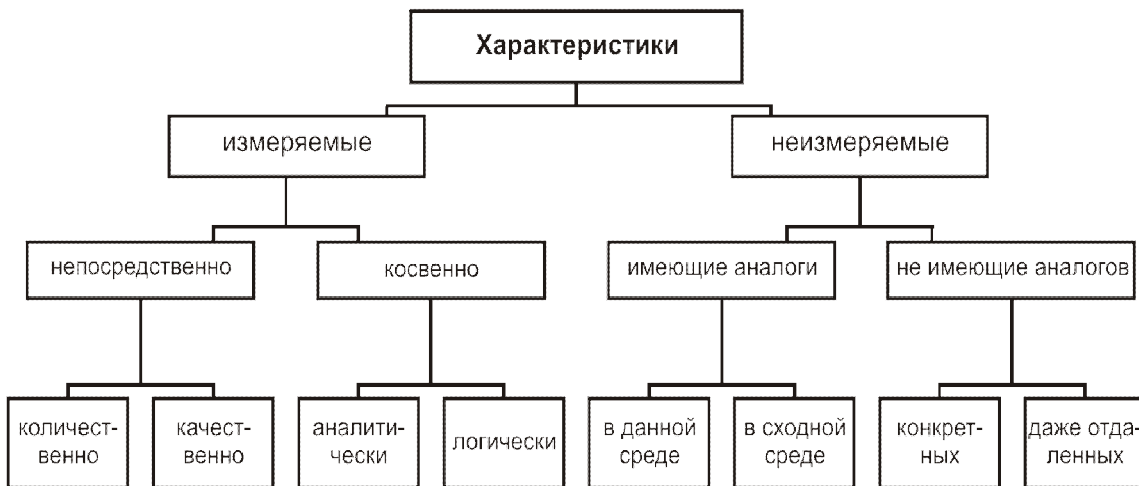 Характеристики
измеряемые
неизмеряемые
непосредственно
косвенно
имеющие аналоги
не имеющие аналогов
количест-
венно
качест-
венно
аналити-
чески
логически
в данной
среде
в сходной
среде
конкрет-
ных
даже отда-
ленных